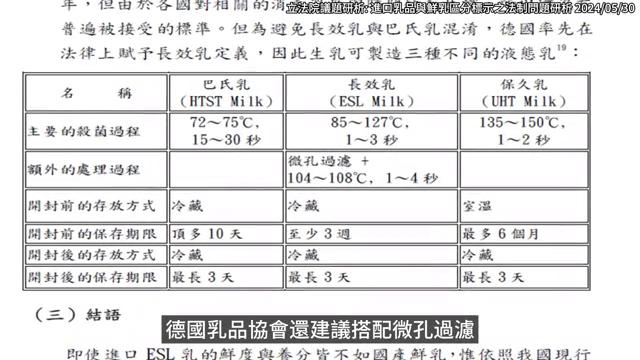 立法院議題研析: 進口乳品與鮮乳區分標示之法制問題研析 2024/05/30
年，但由於各國對相關的消
普遍被接受的標準。但為避免長效乳與巴氏乳混淆，德國率先在
法律上賦予長效乳定義，因此生乳可製造三種不同的液態乳19：
名　稱 巴氏乳 (HTST Milk) 長效乳 (ESL Milk) 保久乳 (UHT Milk)
主要的殺菌過程 72～75℃, 15～30 秒 85～127℃, 1～3 秒 135～150℃, 1～2 秒
額外的處理過程 微孔過濾 + 104～108℃, 1～4 秒
開封前的存放方式 冷藏 冷藏 室溫
開封前的保存期限 頂多 10 天 至少 3 週 最多 6 個月
開封後的存放方式 冷藏 冷藏 冷藏
開封後的保存期限 最長 3 天 最長 3 天 最長 3 天
（三）結語
德國乳品協會還建議搭配微孔過濾
即使進口 ESL 乳的鮮度與養分皆不如國產鮮乳，惟依照我國現行